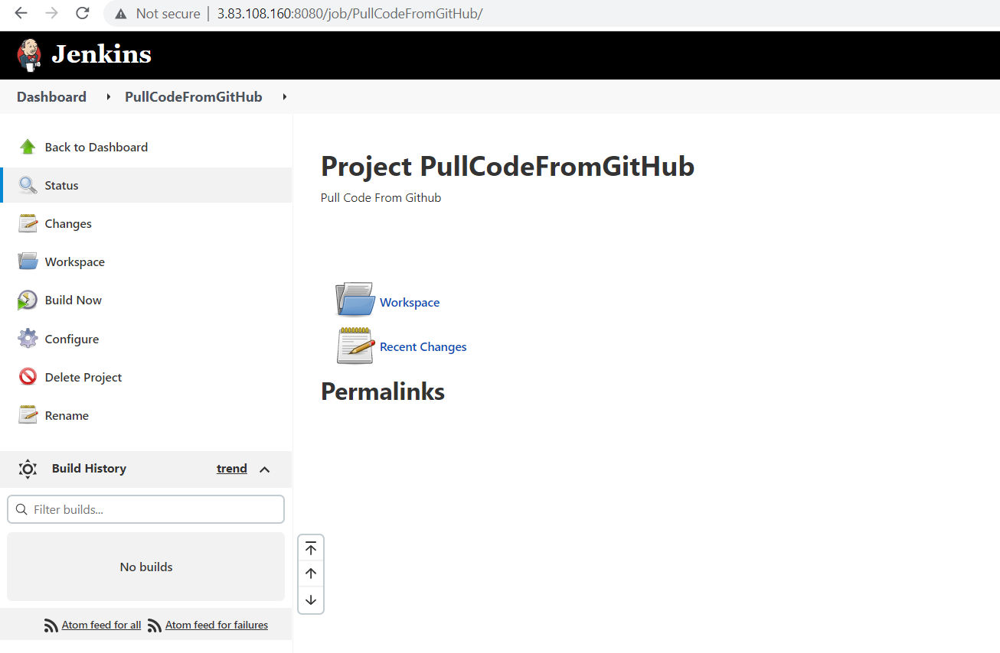 Not secure | 3.83.108.160:8080/job/PullCodeFromGitHub/
Jenkins
Dashboard PullCodeFromGitHub
Back to Dashboard
Status
Changes
Workspace
Build Now
Configure
Delete Project
Rename
Build History trend
Filter builds...
No builds
Atom feed for all Atom feed for failures
Project PullCodeFromGitHub
Pull Code From Github
Workspace
Recent Changes
Permalinks